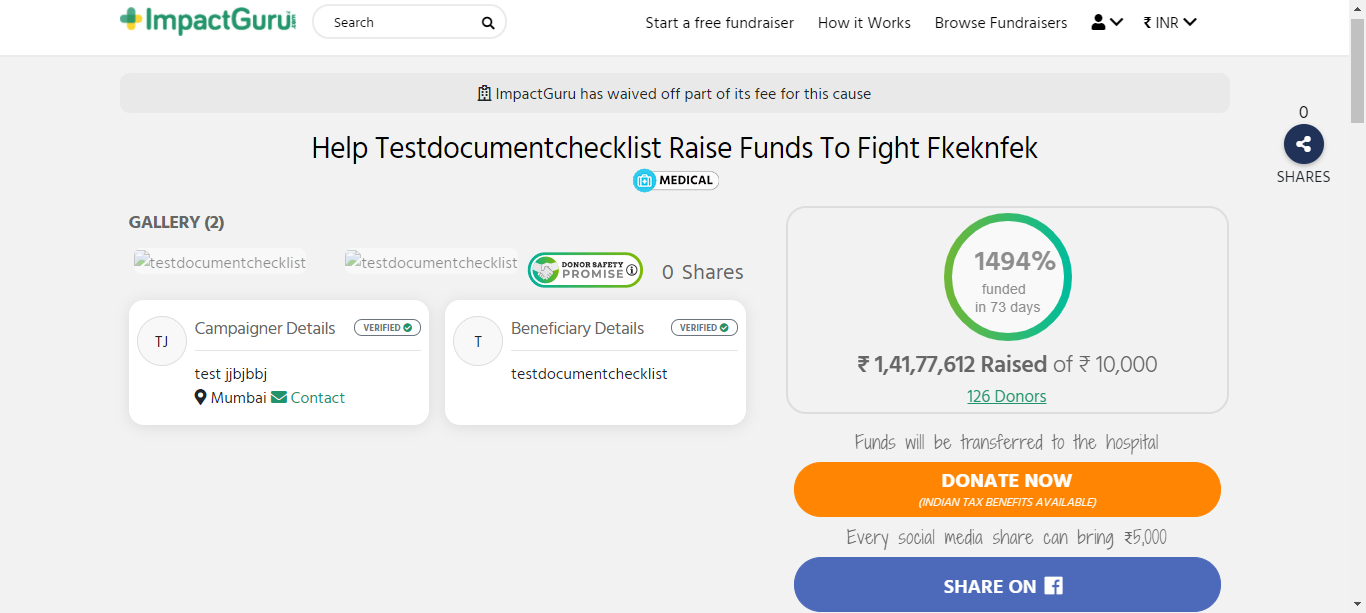 ImpactGuru
Search
Start a free fundraiser
How it Works
Browse Fundraisers
₹ INR
ImpactGuru has waived off part of its fee for this cause
0
SHARES
Help Testdocumentchecklist Raise Funds To Fight Fkeknfek
MEDICAL
GALLERY (2)
testdocumentchecklist
testdocumentchecklist
DONOR SAFETY
PROMISE
0 Shares
TJ
Campaigner Details
VERIFIED
test jjbjbbj
Mumbai Contact
T
Beneficiary Details
VERIFIED
testdocumentchecklist
1494%
funded
in 73 days
₹ 1,41,77,612 Raised of ₹ 10,000
126 Donors
Funds will be transferred to the hospital
DONATE NOW
(INDIAN TAX BENEFITS AVAILABLE)
Every social media share can bring ₹5,000
SHARE ON